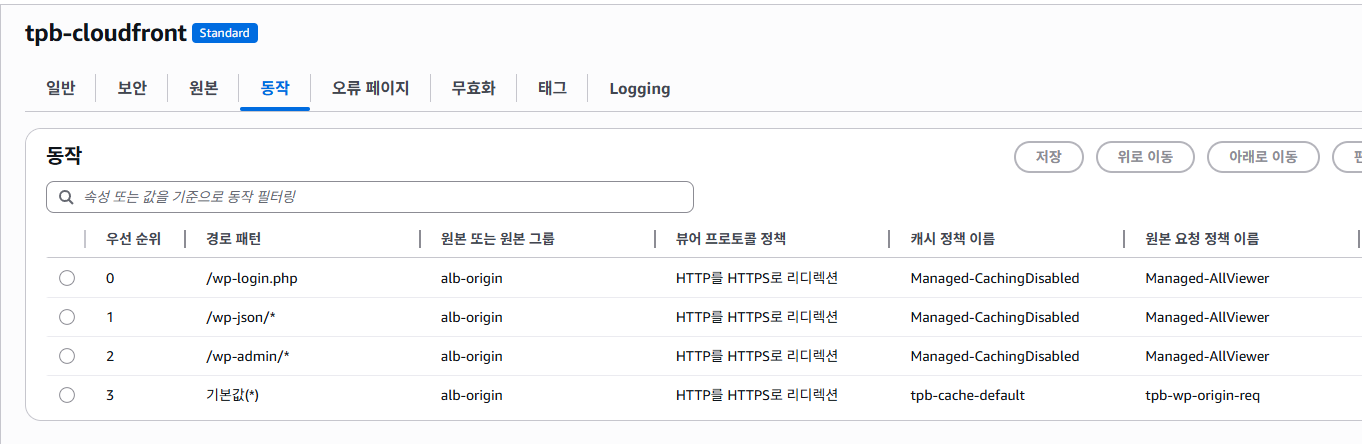 tpb-cloudfront Standard
일반 보안 원본 동작 오류 페이지 무효화 태그 Logging
동작 저장 위로 이동 아래로 이동
속성 또는 값을 기준으로 동작 필터링
우선 순위 경로 패턴 원본 또는 원본 그룹 뷰어 프로토콜 정책 캐시 정책 이름 원본 요청 정책 이름
0 /wp-login.php alb-origin HTTP를 HTTPS로 리디렉션 Managed-CachingDisabled Managed-AllViewer
1 /wp-json/* alb-origin HTTP를 HTTPS로 리디렉션 Managed-CachingDisabled Managed-AllViewer
2 /wp-admin/* alb-origin HTTP를 HTTPS로 리디렉션 Managed-CachingDisabled Managed-AllViewer
3 기본값(*) alb-origin HTTP를 HTTPS로 리디렉션 tpb-cache-default tpb-wp-origin-req